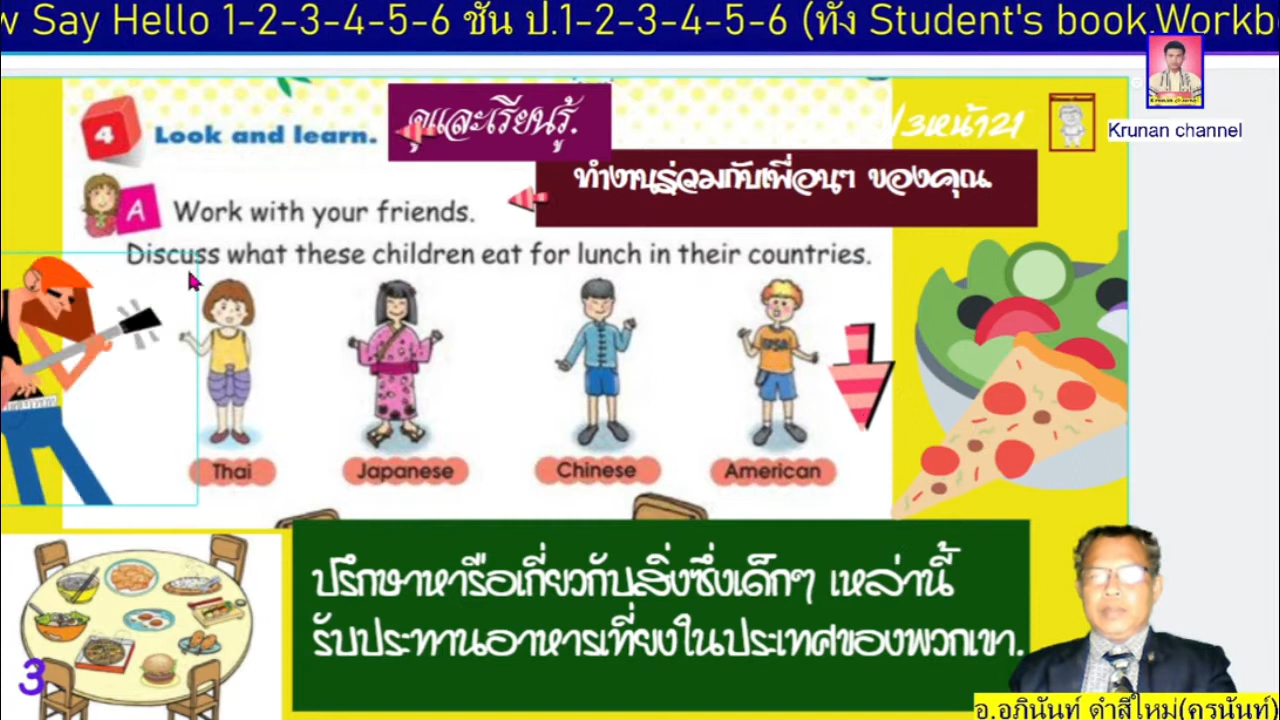 w Say Hello 1-2-3-4-5-6 ชั้น ป.1-2-3-4-5-6 (ทั้ง Student's book,Workb
Krunan channel
3หน้า21
4 Look and learn.
ดูและเรียนรู้.
ทำงานร่วมกับเพื่อนๆ ของคุณ.
A Work with your friends.
Discuss what these children eat for lunch in their countries.
USA
Thai Japanese Chinese American
ปรึกษาหารือเกี่ยวกับสิ่งซึ่งเด็กๆ เหล่านี้
รับประทานอาหารเที่ยงในประเทศของพวกเขา.
3
อ.อภินันท์ ดำสีใหม่(ครูนันท์)